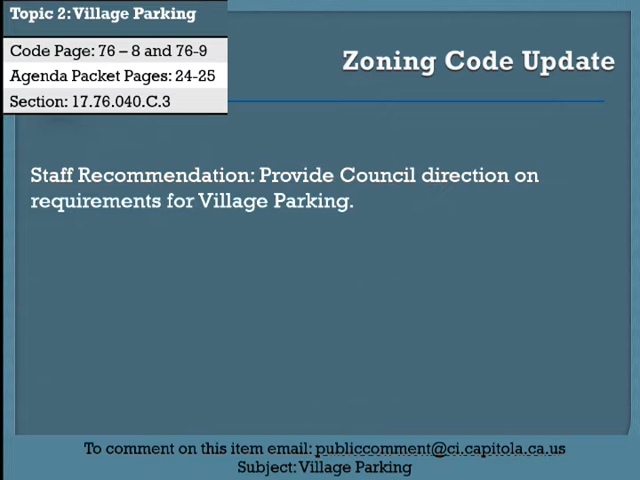 Topic 2: Village Parking
Code Page: 76 – 8 and 76-9
Agenda Packet Pages: 24-25
Section: 17.76.040.C.3
Zoning Code Update
Staff Recommendation: Provide Council direction on
requirements for Village Parking.
To comment on this item email: publiccomment@ci.capitola.ca.us
Subject: Village Parking